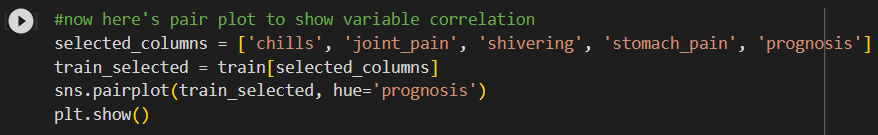 #now here's pair plot to show variable correlation
selected_columns = ['chills', 'joint_pain', 'shivering', 'stomach_pain', 'prognosis']
train_selected = train[selected_columns]
sns.pairplot(train_selected, hue='prognosis')
plt.show()